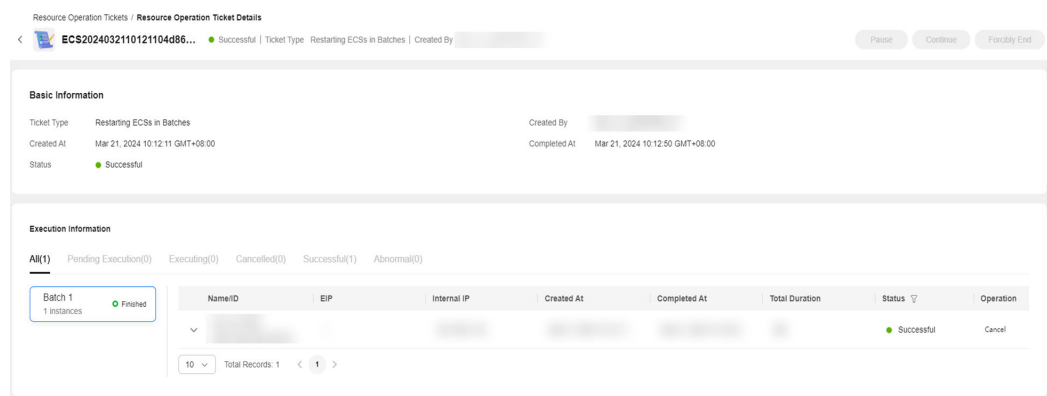 Resource Operation Tickets / Resource Operation Ticket Details
ECS2024032110121104d86... Successful | Ticket Type Restarting ECSs in Batches | Created By
Pause Continue Forcibly End
Basic Information
Ticket Type Restarting ECSs in Batches Created By
Created At Mar 21, 2024 10:12:11 GMT+08:00 Completed At Mar 21, 2024 10:12:50 GMT+08:00
Status Successful
Execution Information
All(1) Pending Execution(0) Executing(0) Cancelled(0) Successful(1) Abnormal(0)
Batch 1 Finished
1 instances
Name/ID EIP Internal IP Created At Completed At Total Duration Status Operation
Successful Cancel
10 Total Records: 1 < 1 >